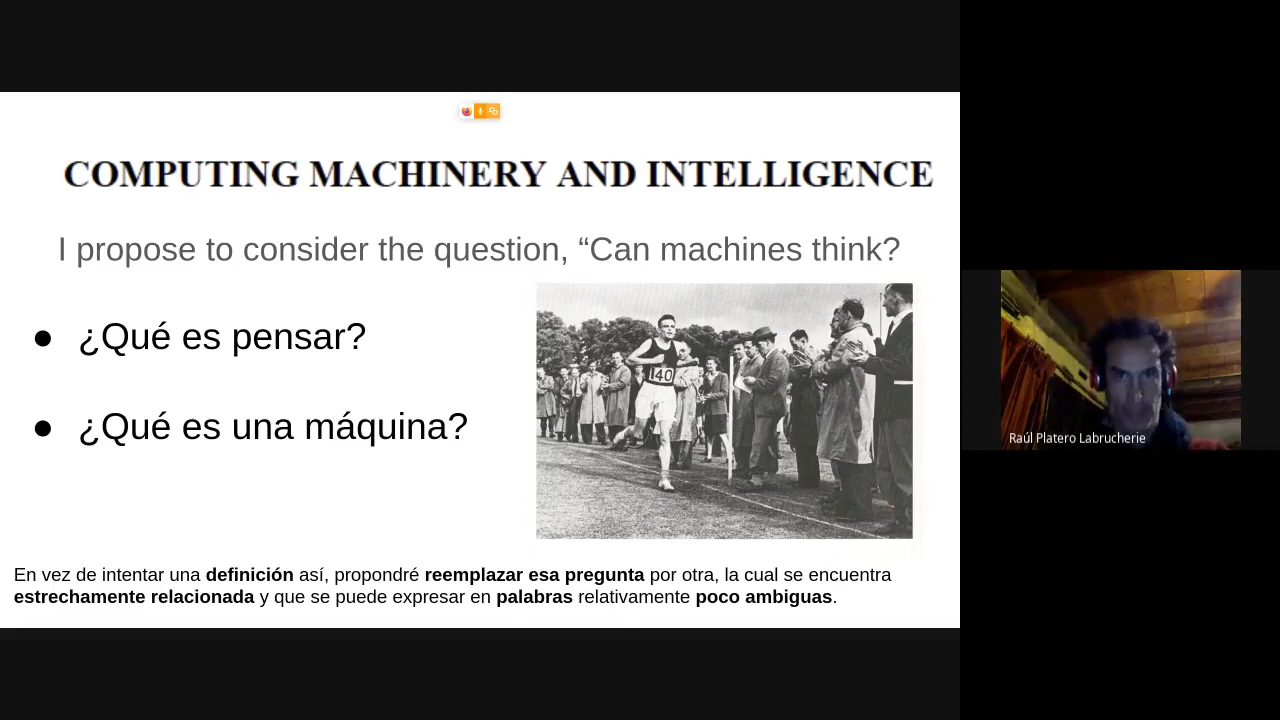 COMPUTING MACHINERY AND INTELLIGENCE
I propose to consider the question, “Can machines think?
● ¿Qué es pensar?
● ¿Qué es una máquina?
140
En vez de intentar una definición así, propondré reemplazar esa pregunta por otra, la cual se encuentra
estrechamente relacionada y que se puede expresar en palabras relativamente poco ambiguas.
Raúl Platero Labrucherie